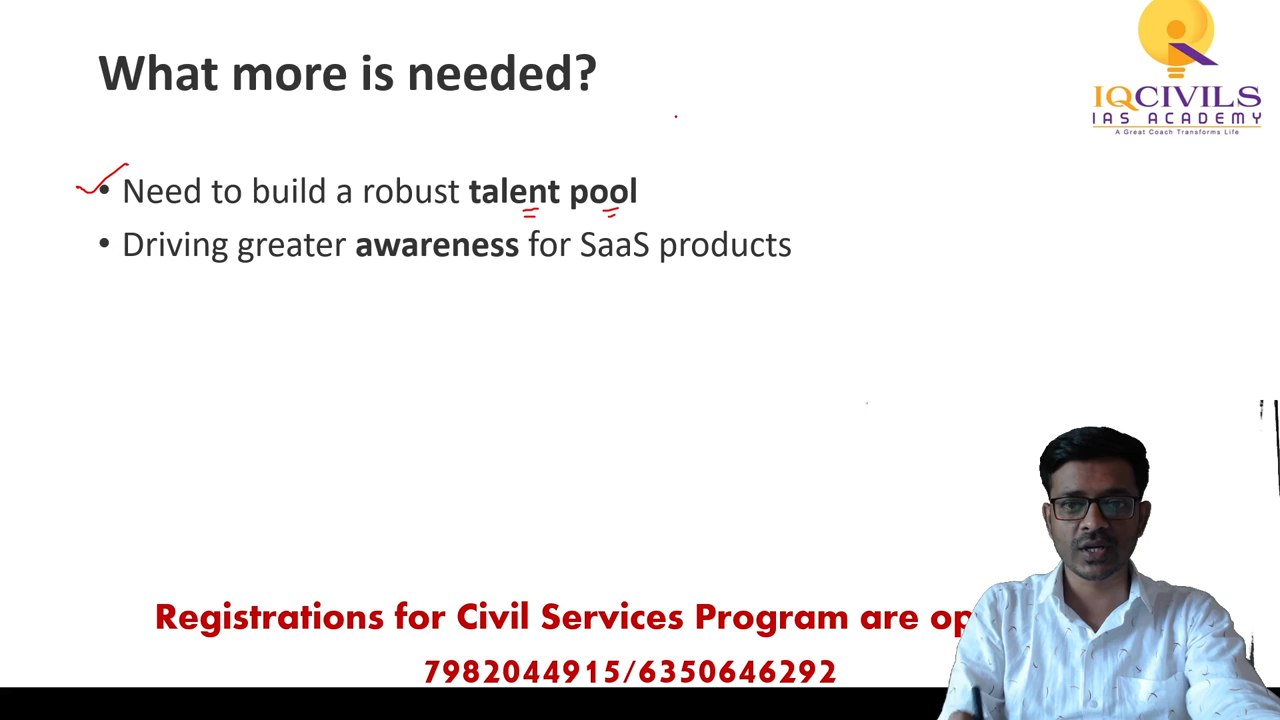 What more is needed?
IQCIVILS
IAS ACADEMY
A Great Coach Transforms Life
• Need to build a robust talent pool
• Driving greater awareness for SaaS products
Registrations for Civil Services Program are op
7982044915/6350646292